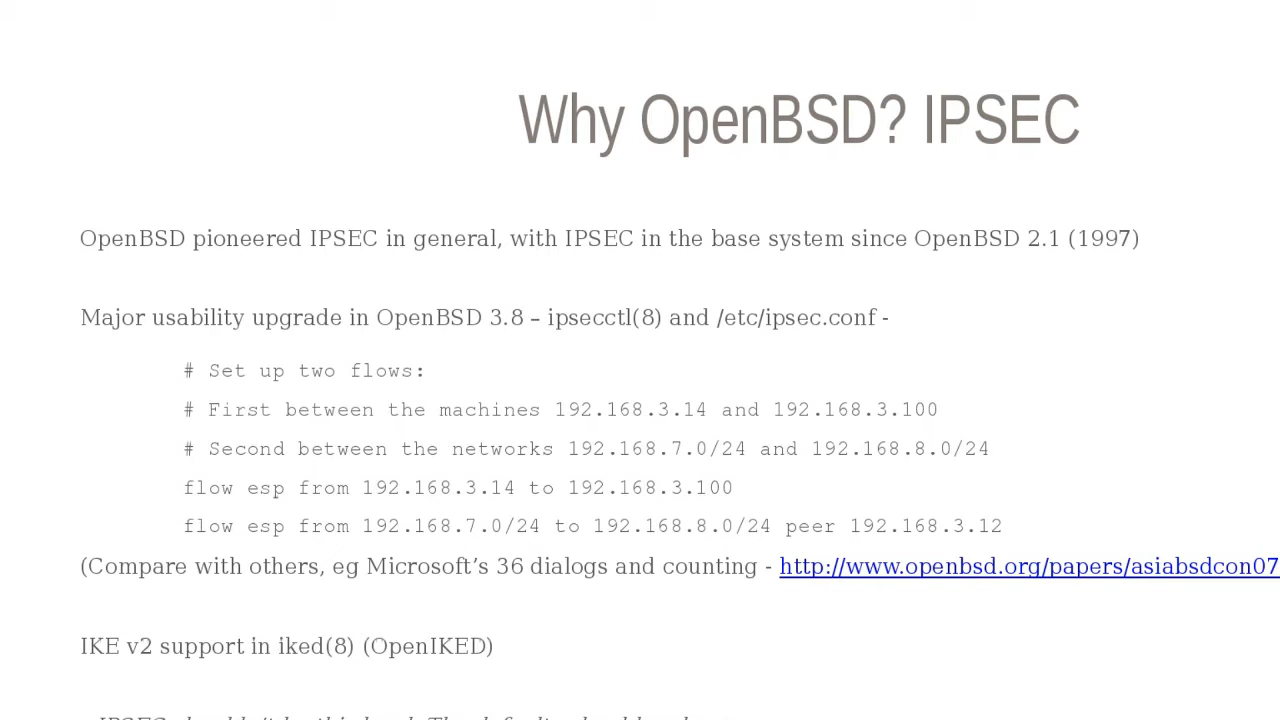 Why OpenBSD? IPSEC
OpenBSD pioneered IPSEC in general, with IPSEC in the base system since OpenBSD 2.1 (1997)
Major usability upgrade in OpenBSD 3.8 – ipsecctl(8) and /etc/ipsec.conf -
# Set up two flows:
# First between the machines 192.168.3.14 and 192.168.3.100
# Second between the networks 192.168.7.0/24 and 192.168.8.0/24
flow esp from 192.168.3.14 to 192.168.3.100
flow esp from 192.168.7.0/24 to 192.168.8.0/24 peer 192.168.3.12
(Compare with others, eg Microsoft’s 36 dialogs and counting - http://www.openbsd.org/papers/asiabsdcon07
IKE v2 support in iked(8) (OpenIKED)